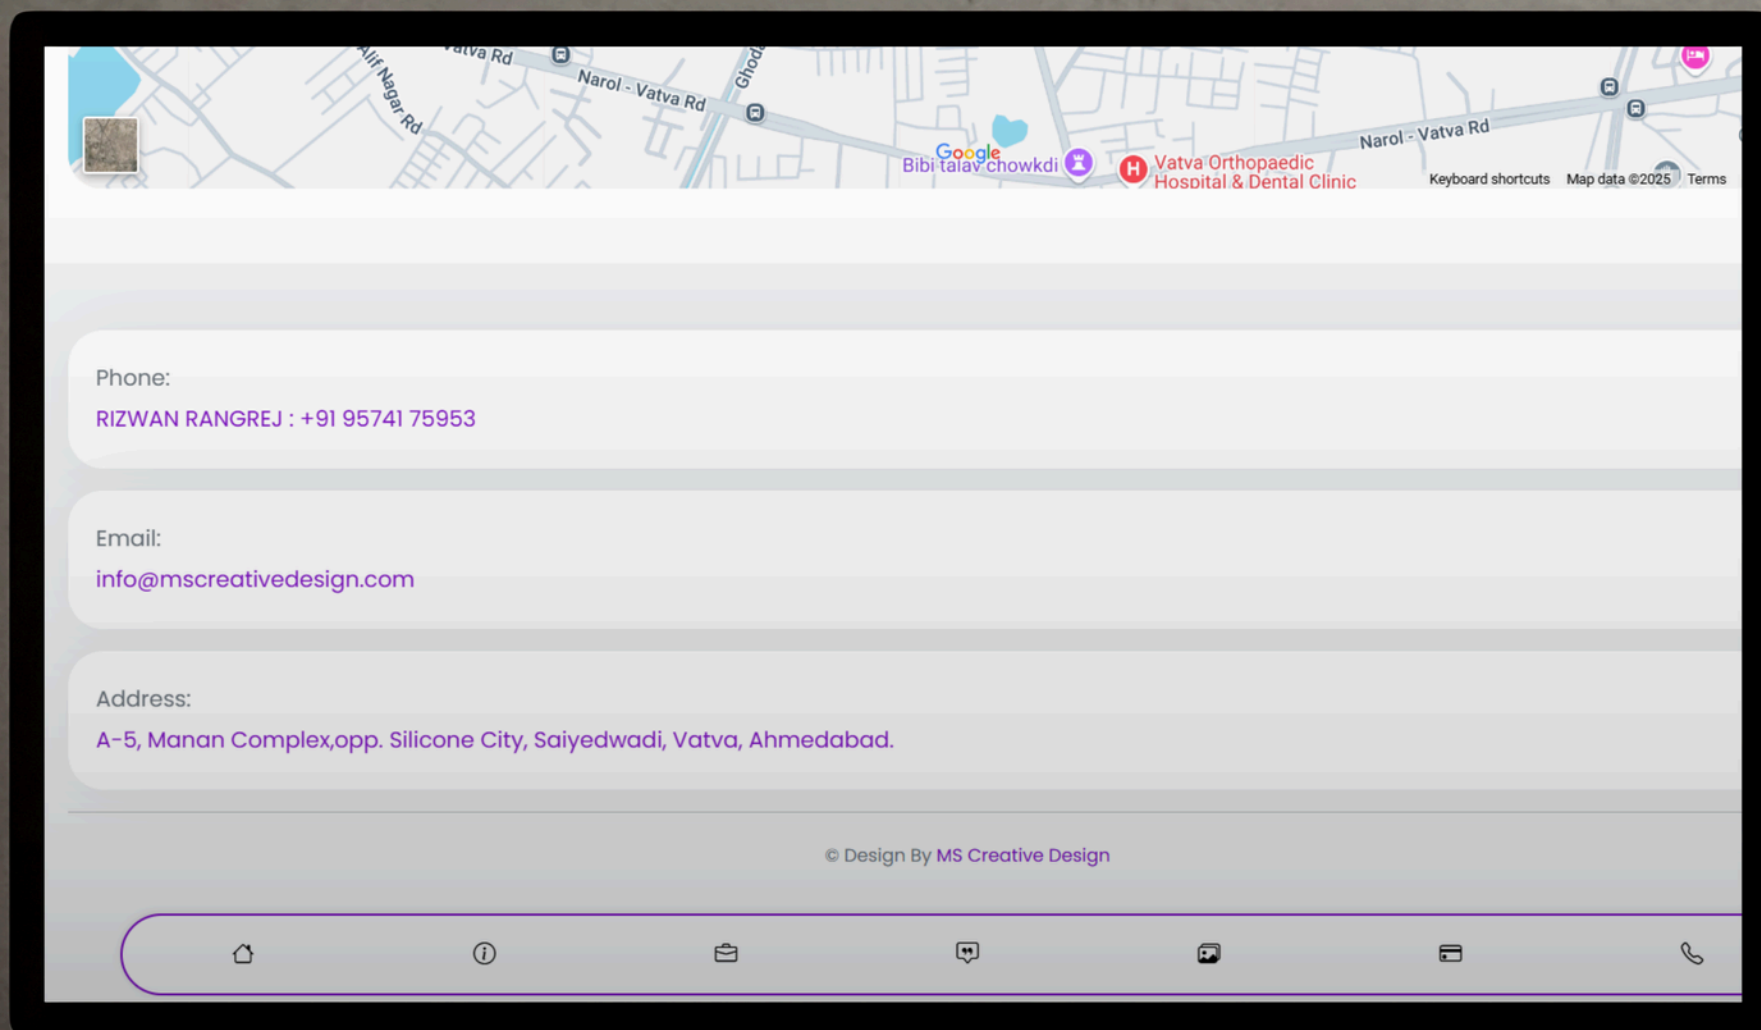 Alif Nagar Rd
Vatva Rd
Narol - Vatva Rd
Google
Bibi talav chowkdi
H
Vatva Orthopaedic
Hospital & Dental Clinic
Narol - Vatva Rd
Keyboard shortcuts Map data ©2025 Terms
Phone:
RIZWAN RANGREJ : +91 95741 75953
Email:
info@mscreativedesign.com
Address:
A-5, Manan Complex,opp. Silicone City, Saiyedwadi, Vatva, Ahmedabad.
© Design By MS Creative Design